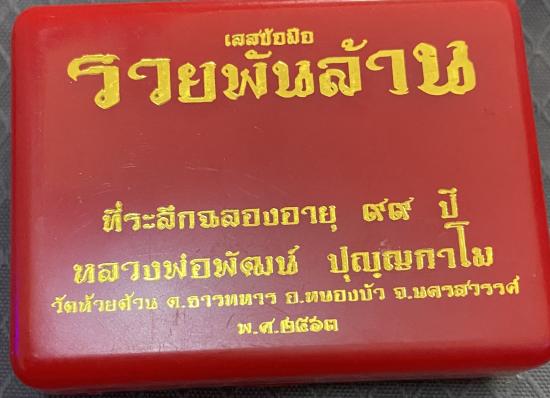 เลสข้อมือ
รวยพันล้าน
ที่ระลึกฉลองอายุ ๙๙ ปี
หลวงพ่อพัฒน์ ปุญฺญกาโม
วัดห้วยด้วน ต.ธารทหาร อ.หนองบัว จ.นครสวรรค์
พ.ศ.๒๕๖๓